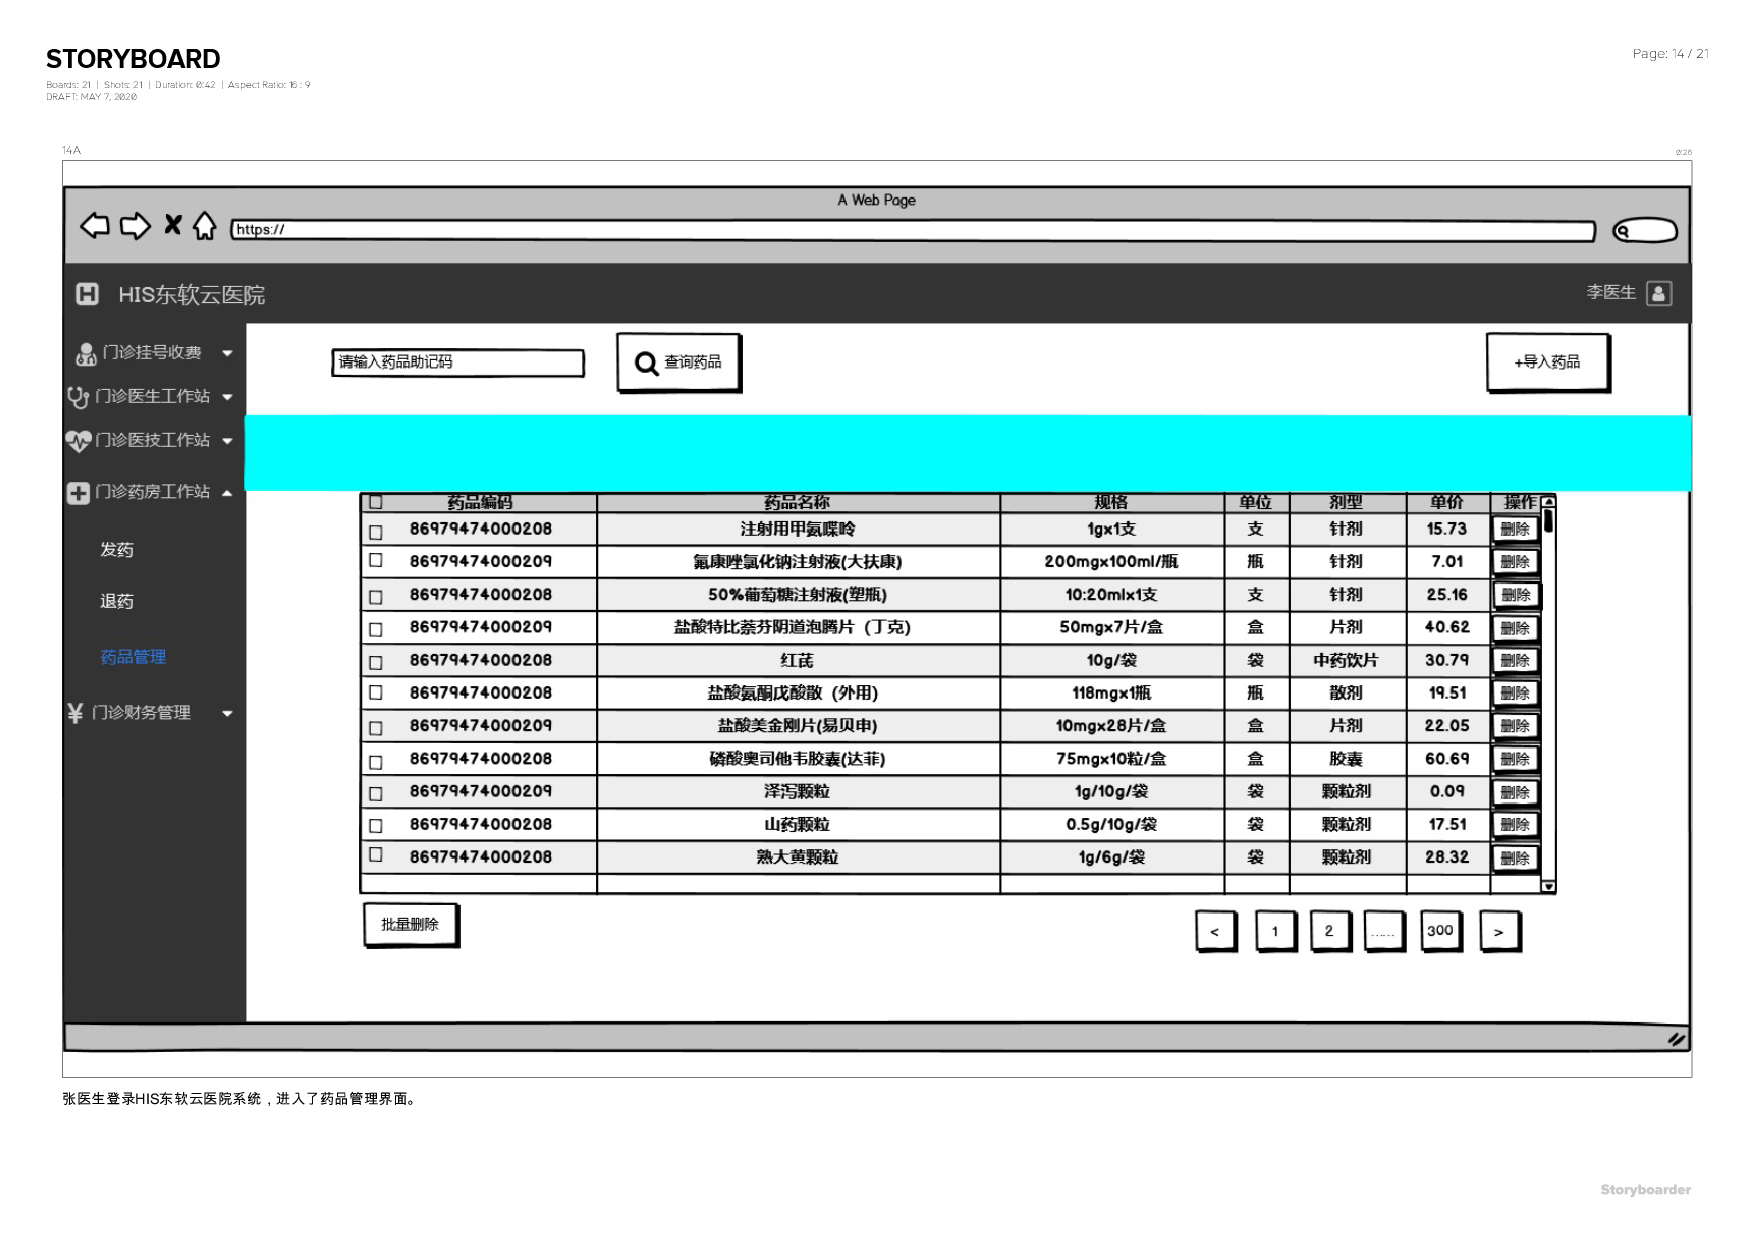 STORYBOARD
Page: 14 / 21
Boards: 21 | Shots: 21 | Duration: 0:42 | Aspect Ratio: 16 : 9
DRAFT: MAY 7, 2020
14A
0:26
A Web Page
https://
HIS东软云医院
李医生
门诊挂号收费
请输入药品助记码
查询药品
+导入药品
门诊医生工作站
门诊医技工作站
门诊药房工作站
发药
退药
药品管理
门诊财务管理
药品编码 药品名称 规格 单位 剂型 单价 操作
86979474000208 注射用甲氨喋呤 1gx1支 支 针剂 15.73 删除
86979474000209 氟康唑氯化钠注射液(大扶康) 200mgx100ml/瓶 瓶 针剂 7.01 删除
86979474000208 50%葡萄糖注射液(塑瓶) 10:20mlx1支 支 针剂 25.16 删除
86979474000209 盐酸特比萘芬阴道泡腾片（丁克） 50mgx7片/盒 盒 片剂 40.62 删除
86979474000208 红芪 10g/袋 袋 中药饮片 30.79 删除
86979474000208 盐酸氨酮戊酸散（外用） 118mgx1瓶 瓶 散剂 19.51 删除
86979474000209 盐酸美金刚片(易贝申) 10mgx28片/盒 盒 片剂 22.05 删除
86979474000208 磷酸奥司他韦胶囊(达菲) 75mgx10粒/盒 盒 胶囊 60.69 删除
86979474000209 泽泻颗粒 1g/10g/袋 袋 颗粒剂 0.09 删除
86979474000208 山药颗粒 0.5g/10g/袋 袋 颗粒剂 17.51 删除
86979474000208 熟大黄颗粒 1g/6g/袋 袋 颗粒剂 28.32 删除
批量删除
< 1 2 ...... 300 >
张医生登录HIS东软云医院系统，进入了药品管理界面。
Storyboarder